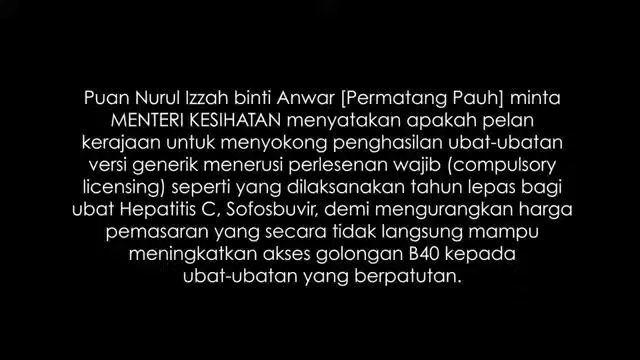 Puan Nurul Izzah binti Anwar [Permatang Pauh] minta
MENTERI KESIHATAN menyatakan apakah pelan
kerajaan untuk menyokong penghasilan ubat-ubatan
versi generik menerusi perlesenan wajib (compulsory
licensing) seperti yang dilaksanakan tahun lepas bagi
ubat Hepatitis C, Sofosbuvir, demi mengurangkan harga
pemasaran yang secara tidak langsung mampu
meningkatkan akses golongan B40 kepada
ubat-ubatan yang berpatutan.